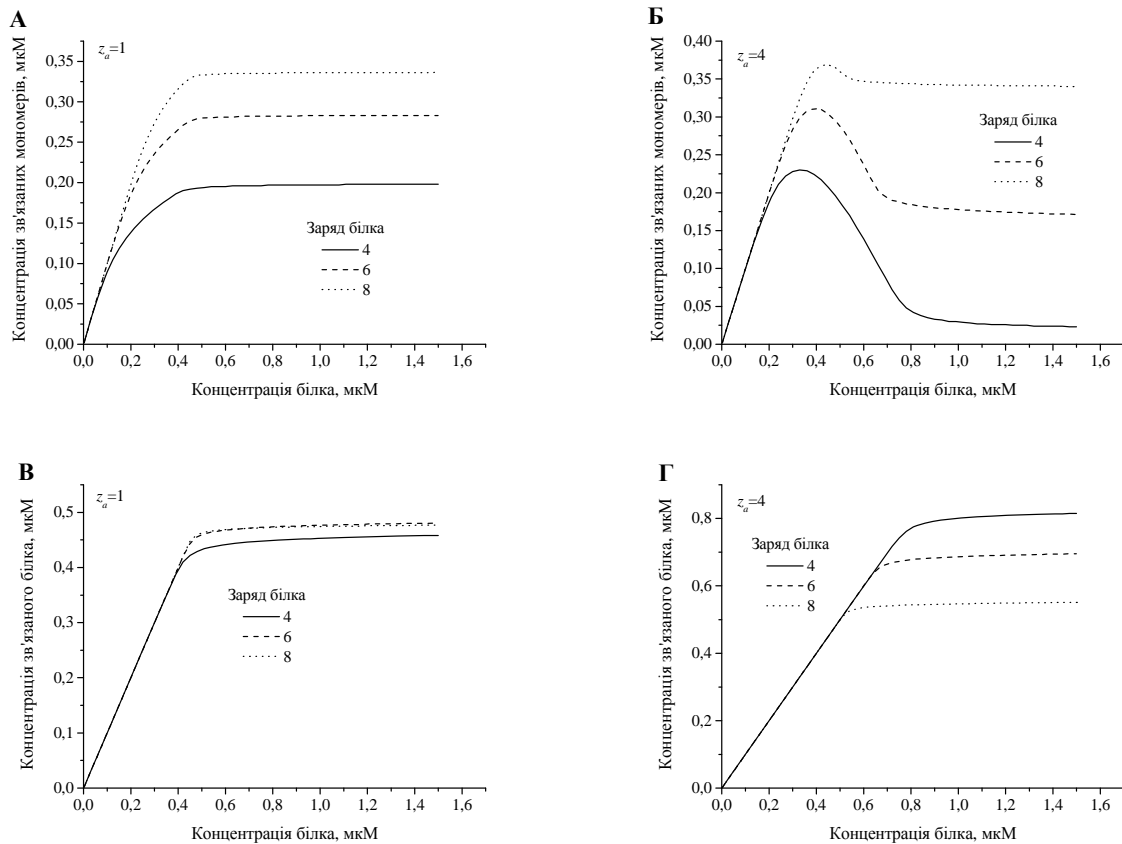 А
z_a=1
Концентрація зв'язаних мономерів, мкМ
0,35
0,30
0,25
0,20
0,15
0,10
0,05
0,00
Заряд білка
4
6
8
0,0 0,2 0,4 0,6 0,8 1,0 1,2 1,4 1,6
Концентрація білка, мкМ
Б
z_a=4
Концентрація зв'язаних мономерів, мкМ
0,40
0,35
0,30
0,25
0,20
0,15
0,10
0,05
0,00
Заряд білка
4
6
8
0,0 0,2 0,4 0,6 0,8 1,0 1,2 1,4 1,6
Концентрація білка, мкМ
В
z_a=1
Концентрація зв'язаного білка, мкМ
0,5
0,4
0,3
0,2
0,1
0,0
Заряд білка
4
6
8
0,0 0,2 0,4 0,6 0,8 1,0 1,2 1,4 1,6
Концентрація білка, мкМ
Г
z_a=4
Концентрація зв'язаного білка, мкМ
0,8
0,6
0,4
0,2
0,0
Заряд білка
4
6
8
0,0 0,2 0,4 0,6 0,8 1,0 1,2 1,4 1,6
Концентрація білка, мкМ